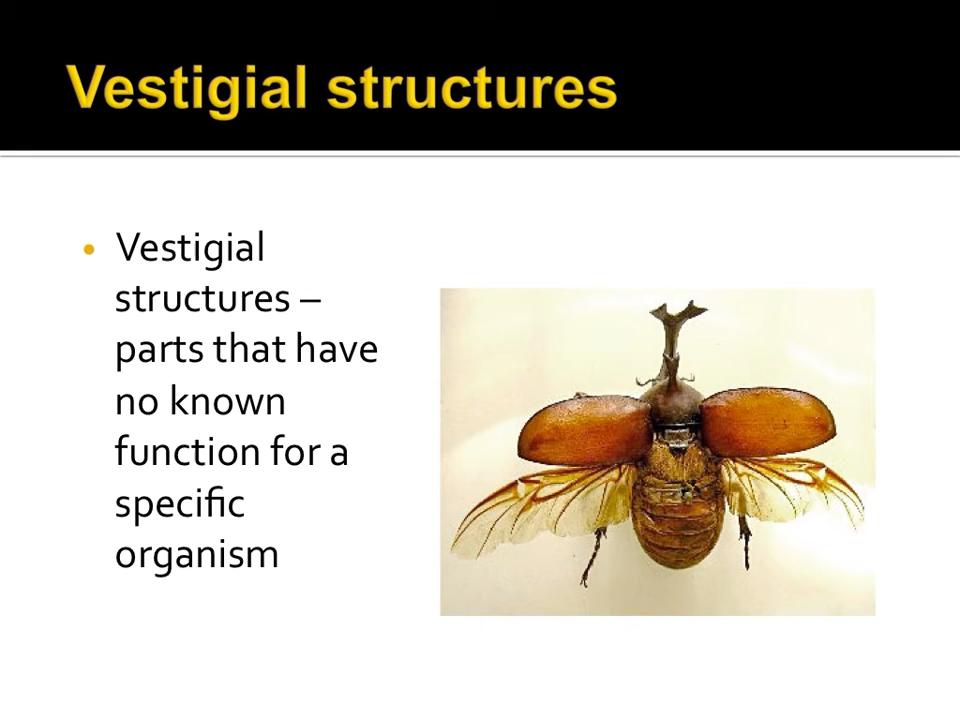 Vestigial structures
• Vestigial
structures –
parts that have
no known
function for a
specific
organism